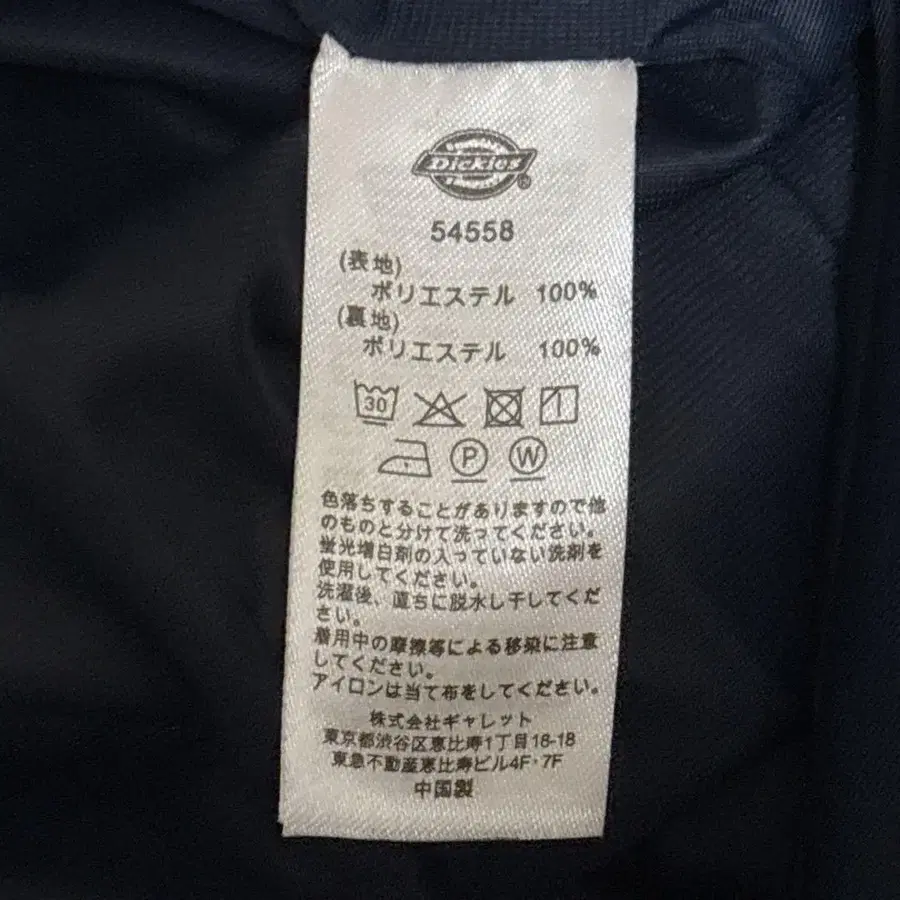 Dickies®
54558
(表地)
ポリエステル 100%
(裏地)
ポリエステル 100%
30
P W
色落ちすることがありますので他
のものと分けて洗ってください。
蛍光増白剤の入っていない洗剤を
使用してください。
洗濯後、直ちに脱水し干してくだ
さい。
着用中の摩擦等による移染に注意
してください。
アイロンは当て布をしてください。
株式会社ギャレット
東京都渋谷区恵比寿1丁目18-18
東急不動産恵比寿ビル4F・7F
中国製